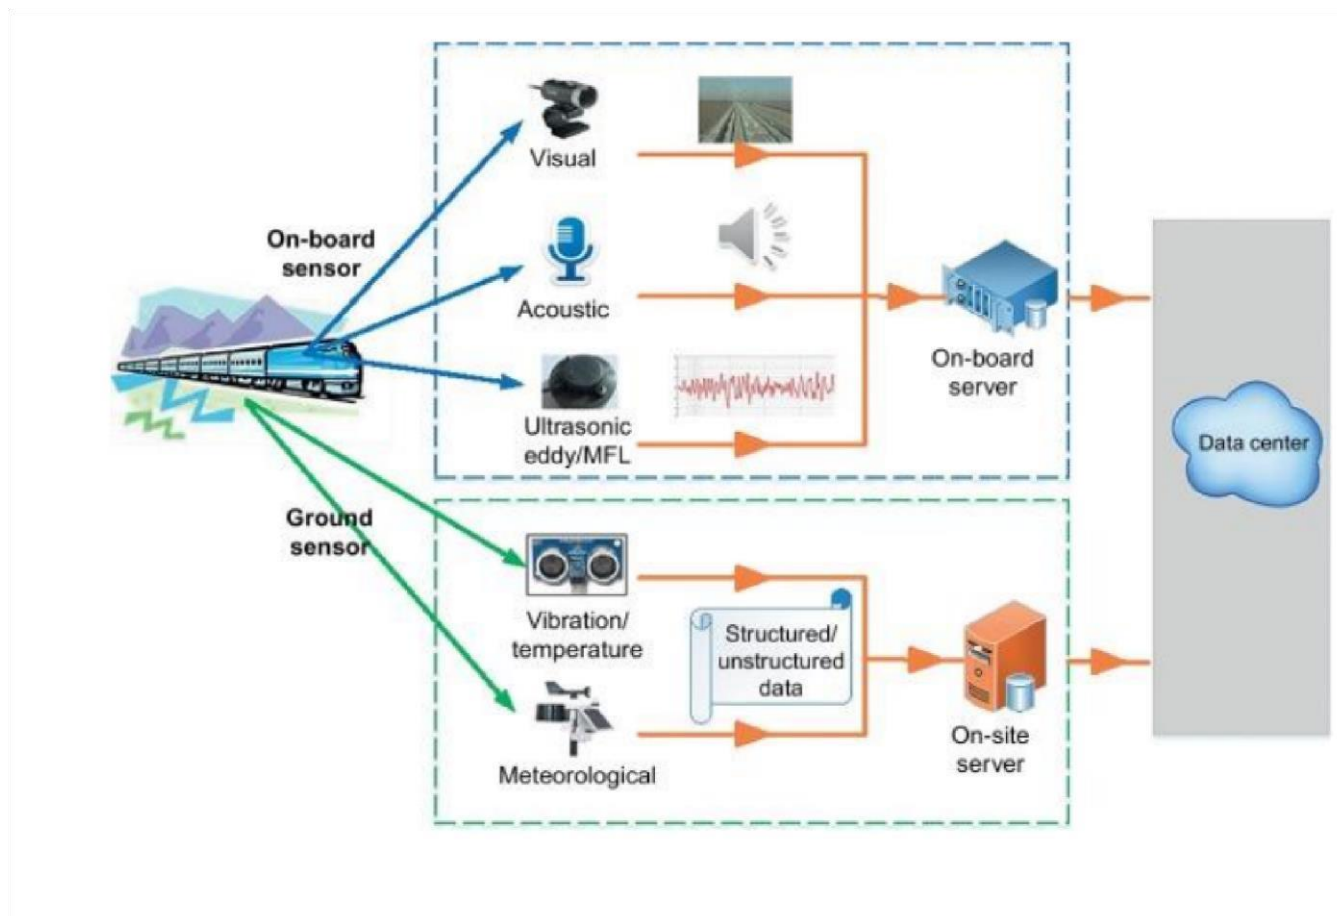 On-board
sensor
Visual
Acoustic
Ultrasonic
eddy/MFL
On-board
server
Data center
Ground
sensor
Vibration/
temperature
Structured/
unstructured
data
Meteorological
On-site
server